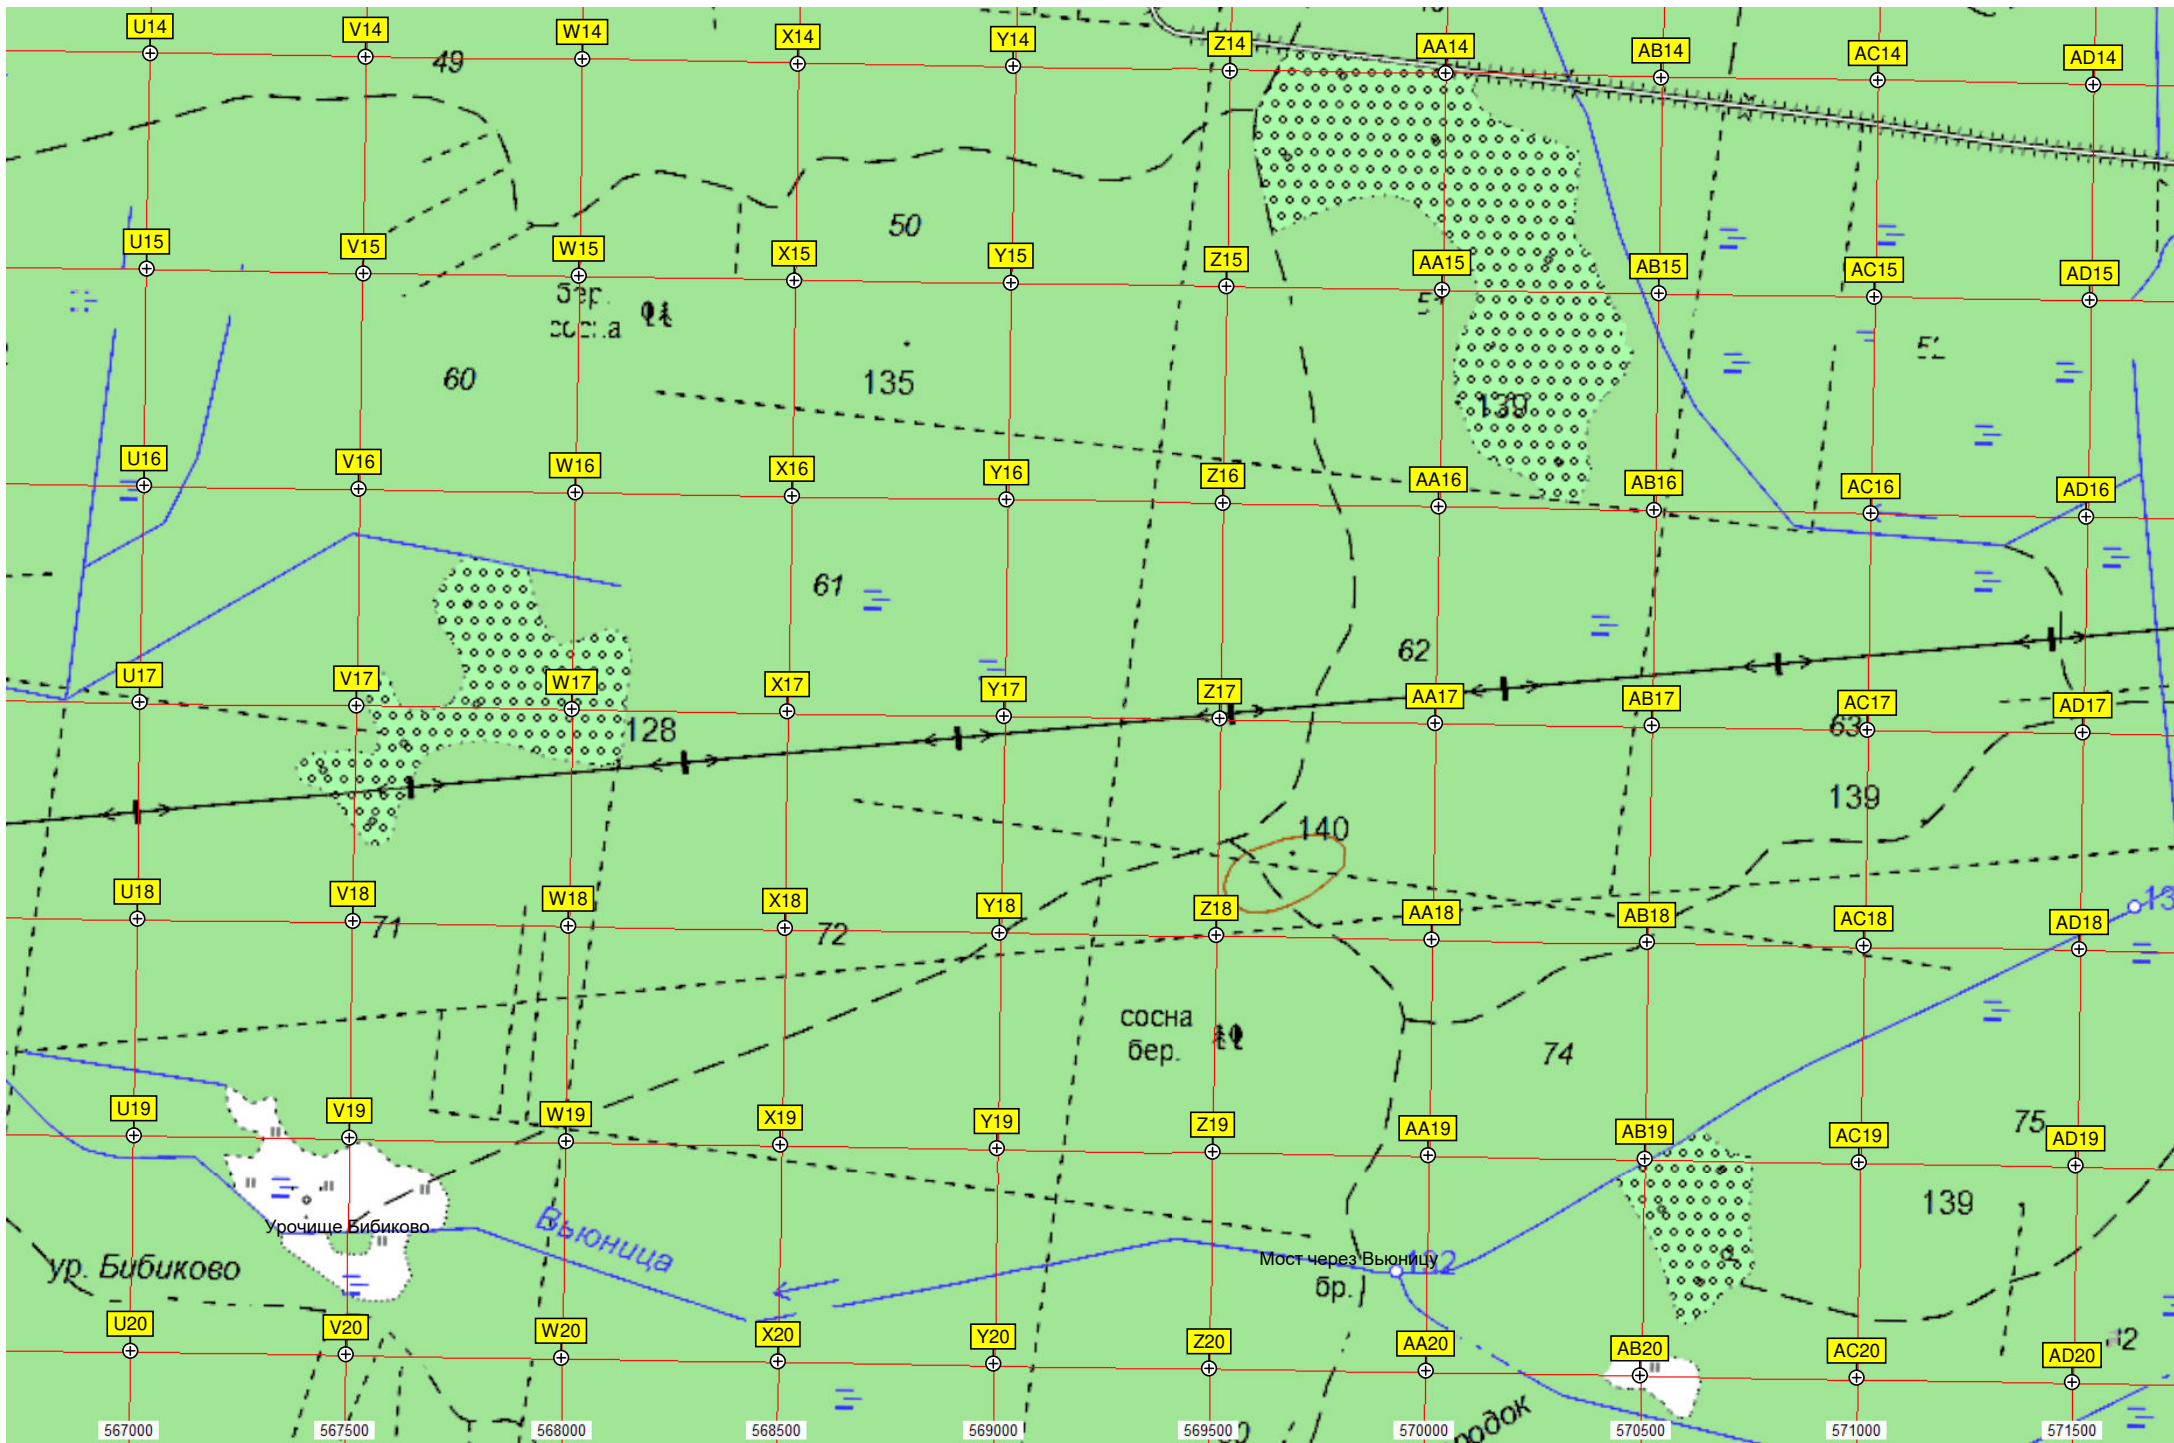 U14 V14 W14 X14 Y14 Z14 AA14 AB14 AC14 AD14
49
50
U15 V15 W15 X15 Y15 Z15 AA15 AB15 AC15 AD15
бер.
60
135
139
U16 V16 W16 X16 Y16 Z16 AA16 AB16 AC16 AD16
61
62
U17 V17 W17 X17 Y17 Z17 AA17 AB17 AC17 AD17
128
63
139
140
U18 V18 W18 X18 Y18 Z18 AA18 AB18 AC18 AD18
71
72
сосна
бер.
74
U19 V19 W19 X19 Y19 Z19 AA19 AB19 AC19 AD19
75
139
Урочище Бибиково
Вьюница
ур. Бибиково
Мост через Вьюницу
132
бр.
U20 V20 W20 X20 Y20 Z20 AA20 AB20 AC20 AD20
567000 567500 568000 568500 569000 569500 570000 570500 571000 571500